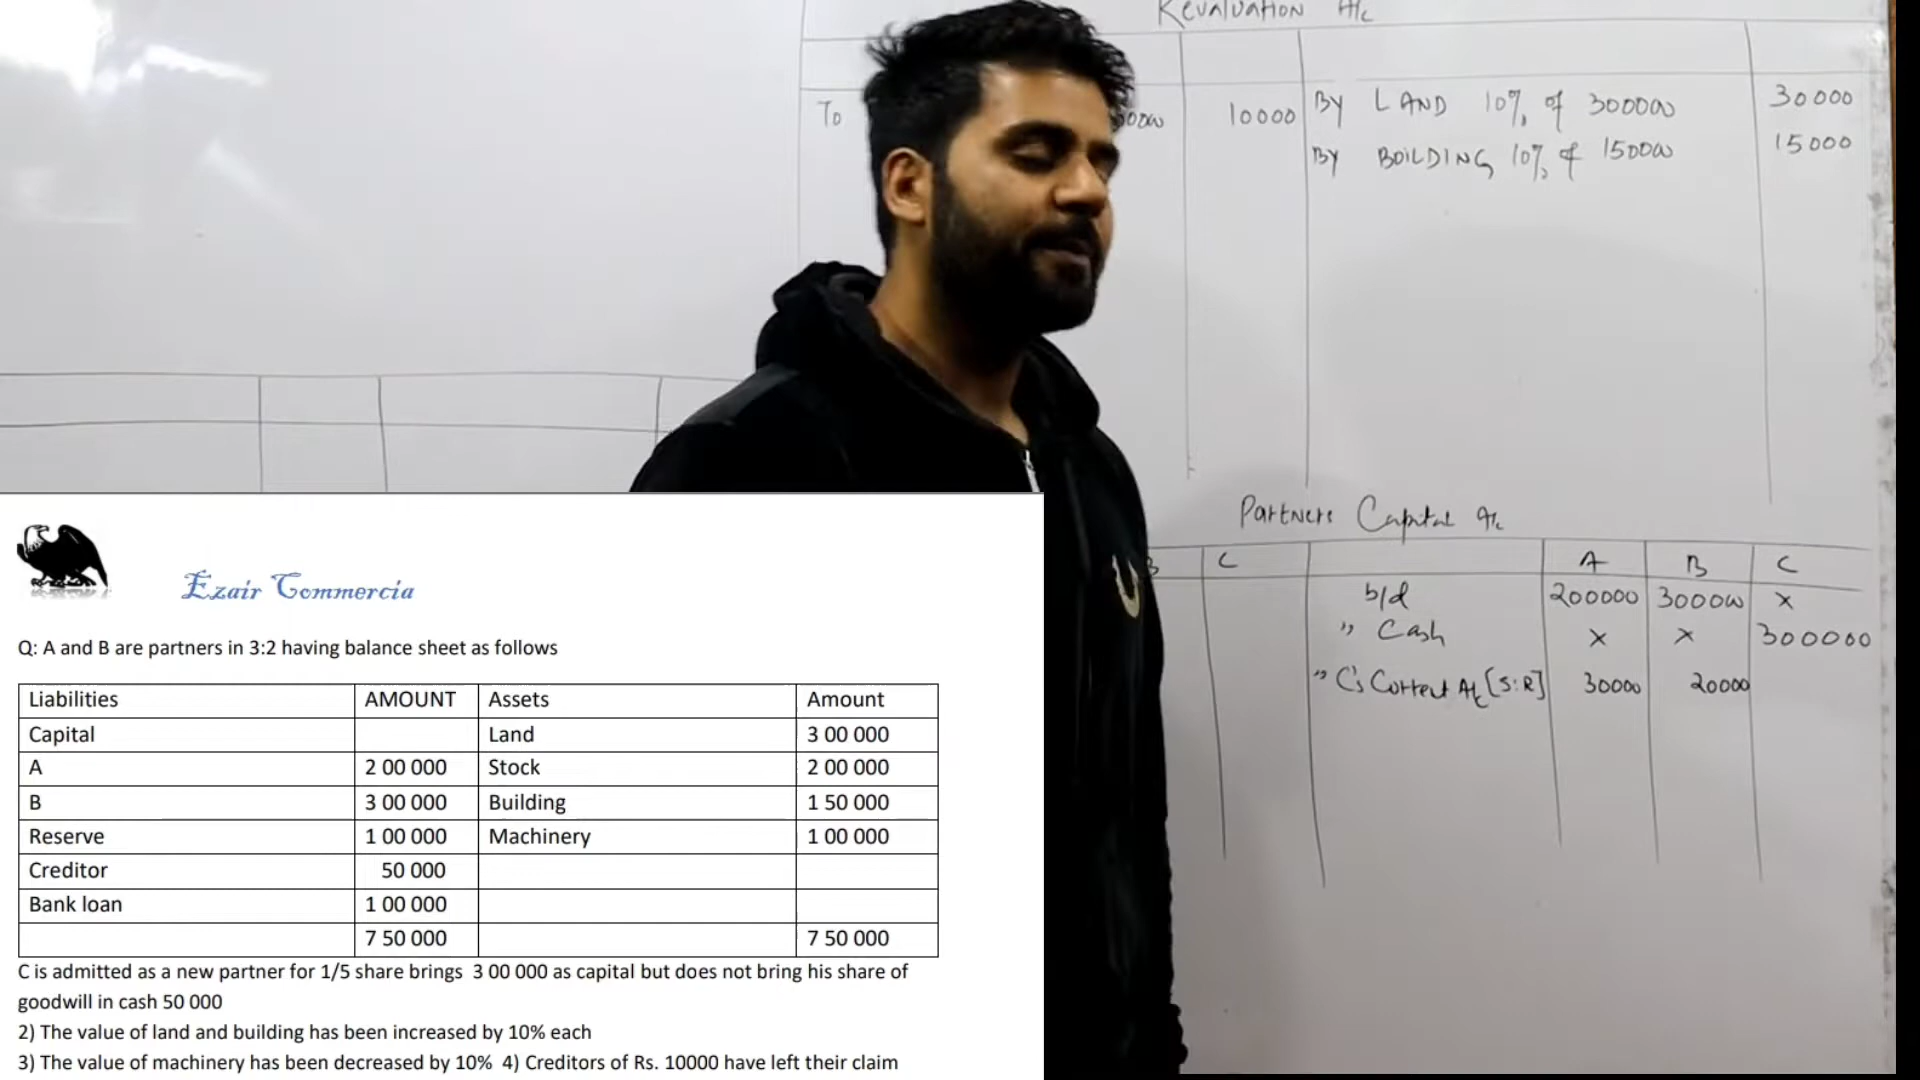 Revaluation A/c
To 10000 By LAND 10% of 300000 30000
By BUILDING 10% of 150000 15000
Partners Capital A/c
B C A B C
b/d 200000 300000 x
" Cash x x 300000
" C's Current A/c [S:R] 30000 20000
Ezair Commercia
Q: A and B are partners in 3:2 having balance sheet as follows
Liabilities AMOUNT Assets Amount
Capital Land 3 00 000
A 2 00 000 Stock 2 00 000
B 3 00 000 Building 1 50 000
Reserve 1 00 000 Machinery 1 00 000
Creditor 50 000
Bank loan 1 00 000
7 50 000 7 50 000
C is admitted as a new partner for 1/5 share brings 3 00 000 as capital but does not bring his share of
goodwill in cash 50 000
2) The value of land and building has been increased by 10% each
3) The value of machinery has been decreased by 10% 4) Creditors of Rs. 10000 have left their claim